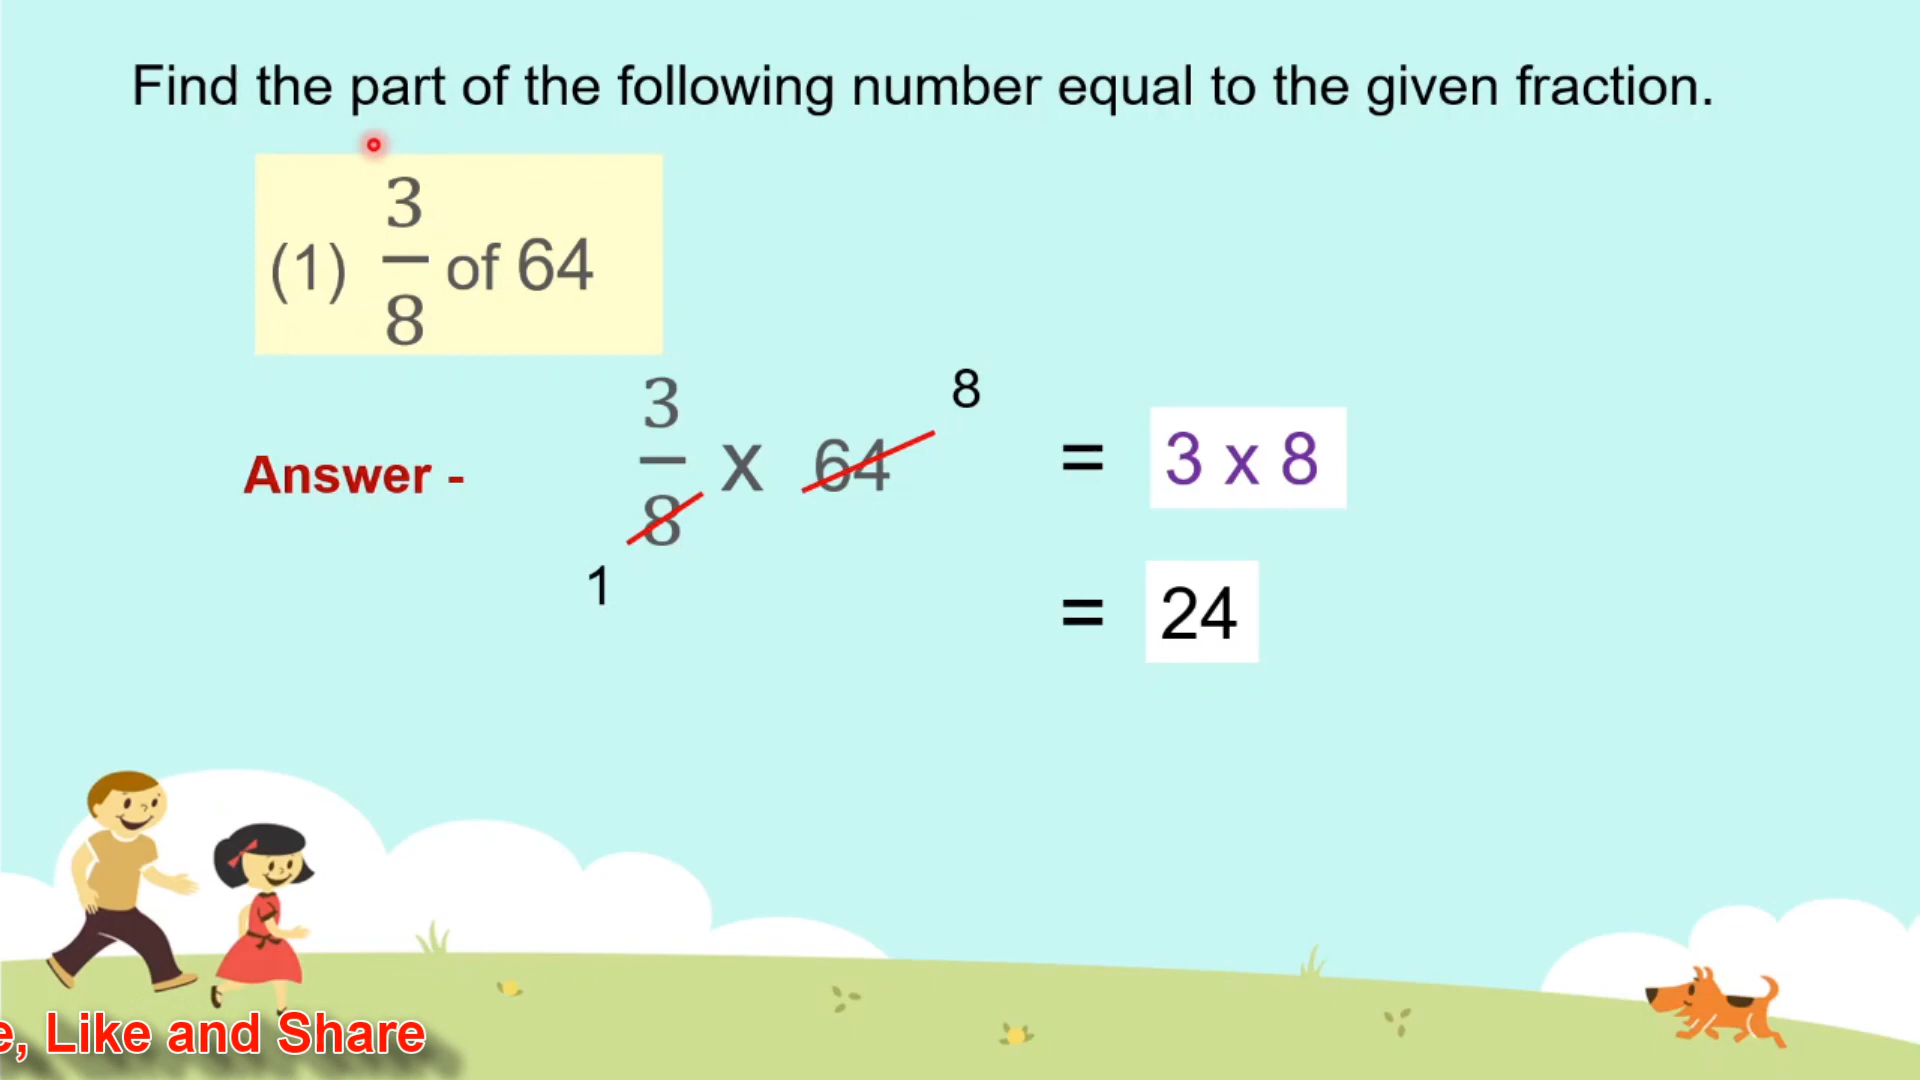 Find the part of the following number equal to the given fraction.
(1) 3/8 of 64
Answer - 3/8 x 64 = 3 x 8
8
1
= 24
e, Like and Share